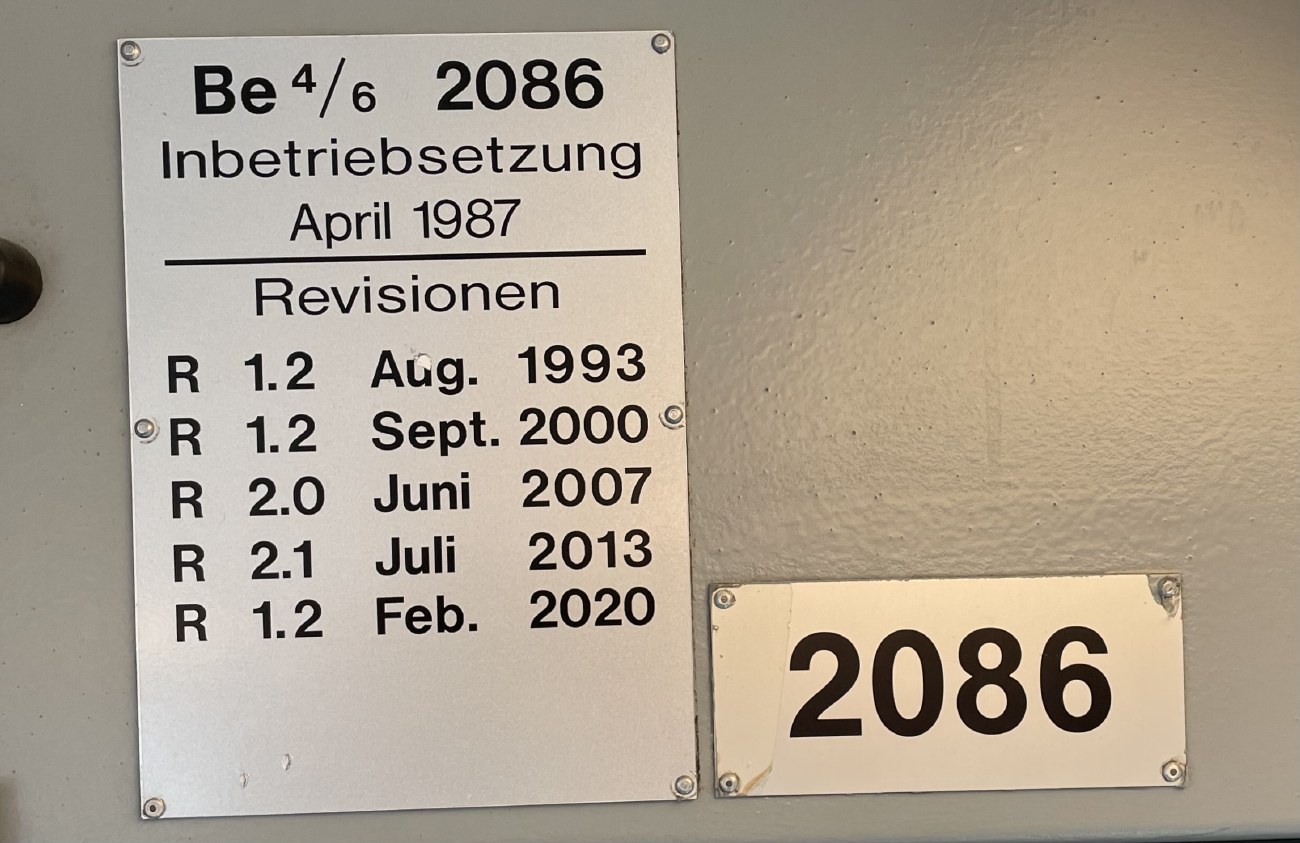 Be 4/6 2086
Inbetriebsetzung
April 1987
Revisionen
R 1.2 Aug. 1993
R 1.2 Sept. 2000
R 2.0 Juni 2007
R 2.1 Juli 2013
R 1.2 Feb. 2020
2086